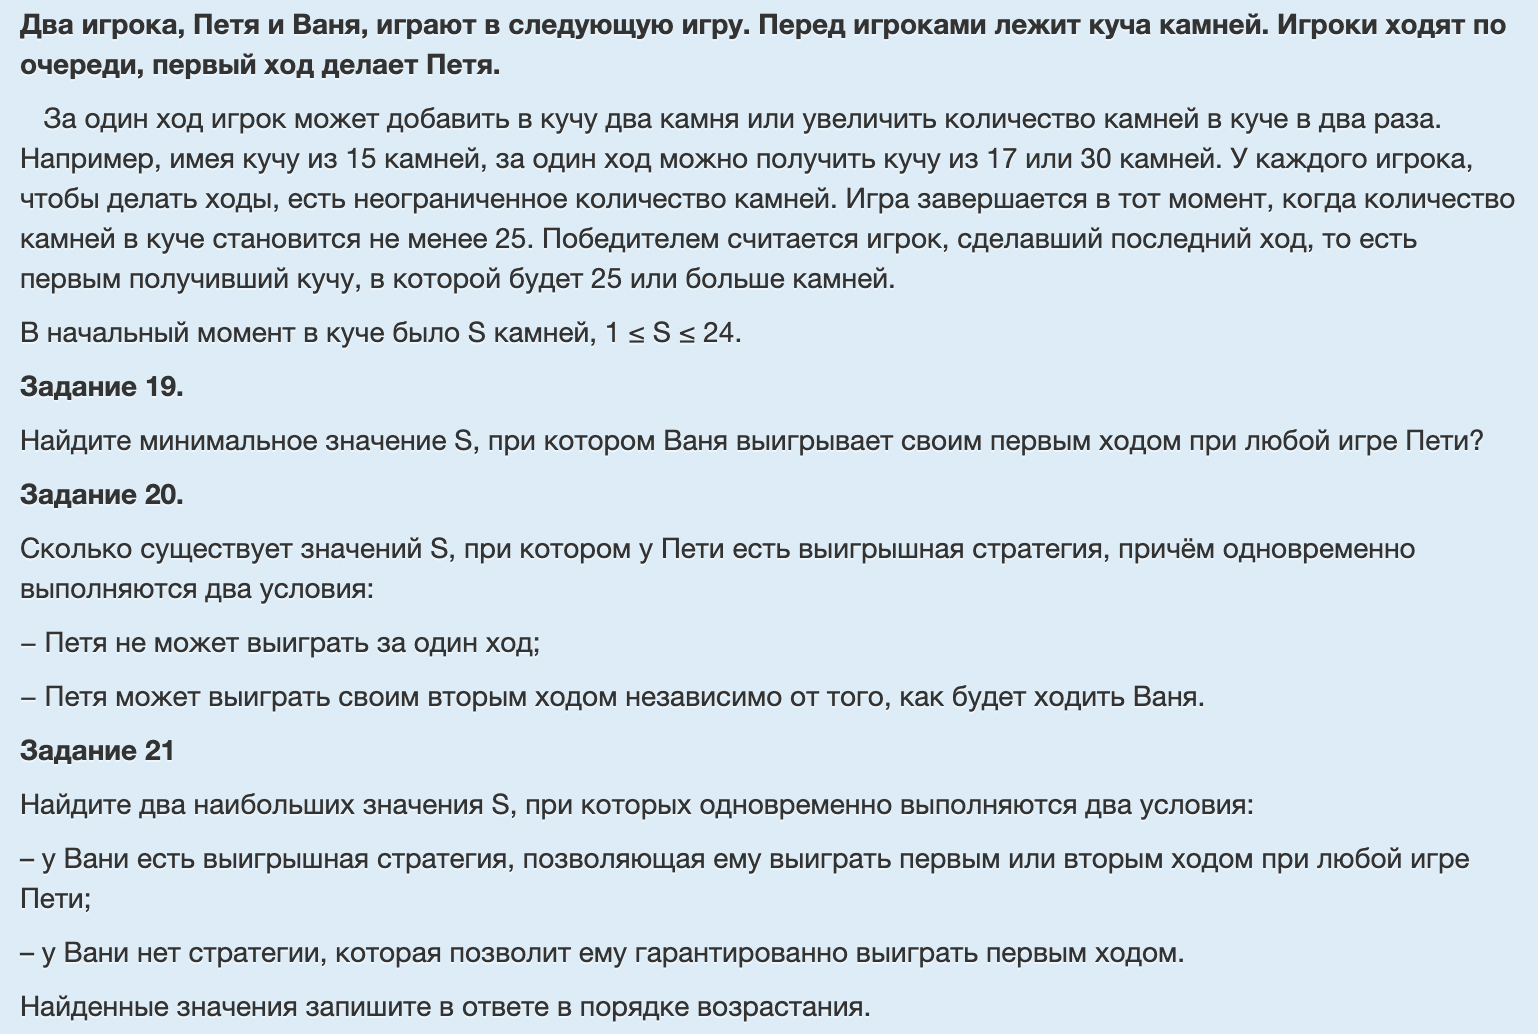 Два игрока, Петя и Ваня, играют в следующую игру. Перед игроками лежит куча камней. Игроки ходят по
очереди, первый ход делает Петя.
За один ход игрок может добавить в кучу два камня или увеличить количество камней в куче в два раза.
Например, имея кучу из 15 камней, за один ход можно получить кучу из 17 или 30 камней. У каждого игрока,
чтобы делать ходы, есть неограниченное количество камней. Игра завершается в тот момент, когда количество
камней в куче становится не менее 25. Победителем считается игрок, сделавший последний ход, то есть
первым получивший кучу, в которой будет 25 или больше камней.
В начальный момент в куче было S камней, 1 ≤ S ≤ 24.
Задание 19.
Найдите минимальное значение S, при котором Ваня выигрывает своим первым ходом при любой игре Пети?
Задание 20.
Сколько существует значений S, при котором у Пети есть выигрышная стратегия, причём одновременно
выполняются два условия:
− Петя не может выиграть за один ход;
− Петя может выиграть своим вторым ходом независимо от того, как будет ходить Ваня.
Задание 21
Найдите два наибольших значения S, при которых одновременно выполняются два условия:
– у Вани есть выигрышная стратегия, позволяющая ему выиграть первым или вторым ходом при любой игре
Пети;
– у Вани нет стратегии, которая позволит ему гарантированно выиграть первым ходом.
Найденные значения запишите в ответе в порядке возрастания.